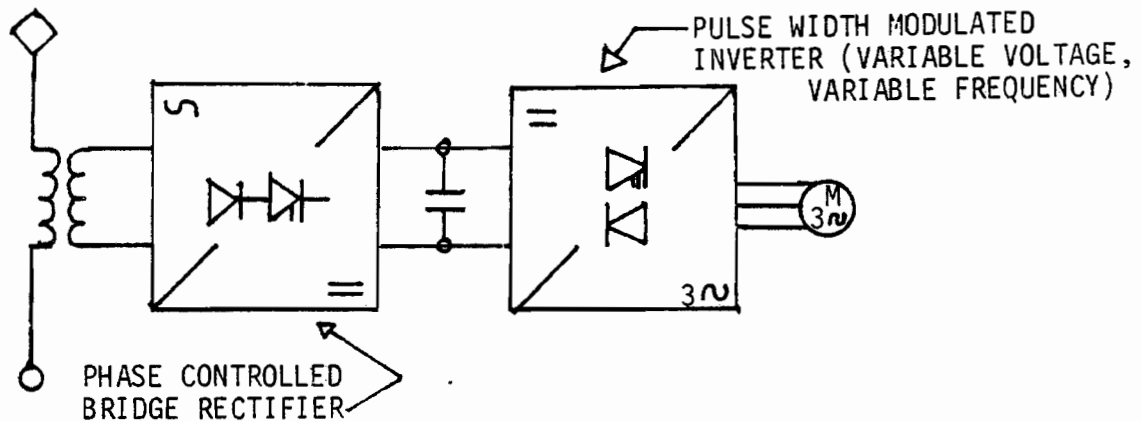 PULSE WIDTH MODULATED
INVERTER (VARIABLE VOLTAGE,
VARIABLE FREQUENCY)
M
3~
3~
PHASE CONTROLLED
BRIDGE RECTIFIER